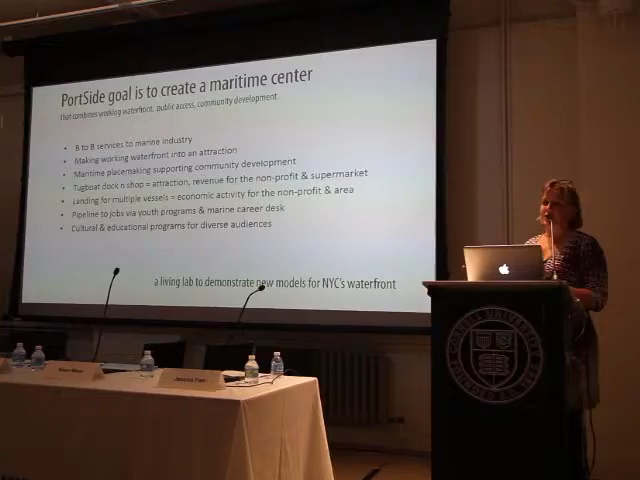 PortSide goal is to create a maritime center
that combines working waterfront, public access, community development.
• B to B services to marine industry
• Making working waterfront into an attraction
• Maritime placemaking supporting community development
• Tugboat dock n shop = attraction, revenue for the non-profit & supermarket
• Landing for multiple vessels = economic activity for the non-profit & area
• Pipeline to jobs via youth programs & marine career desk
• Cultural & educational programs for diverse audiences
a living lab to demonstrate new models for NYC's waterfront
CORNELL UNIVERSITY
FOUNDED A.D. 1865